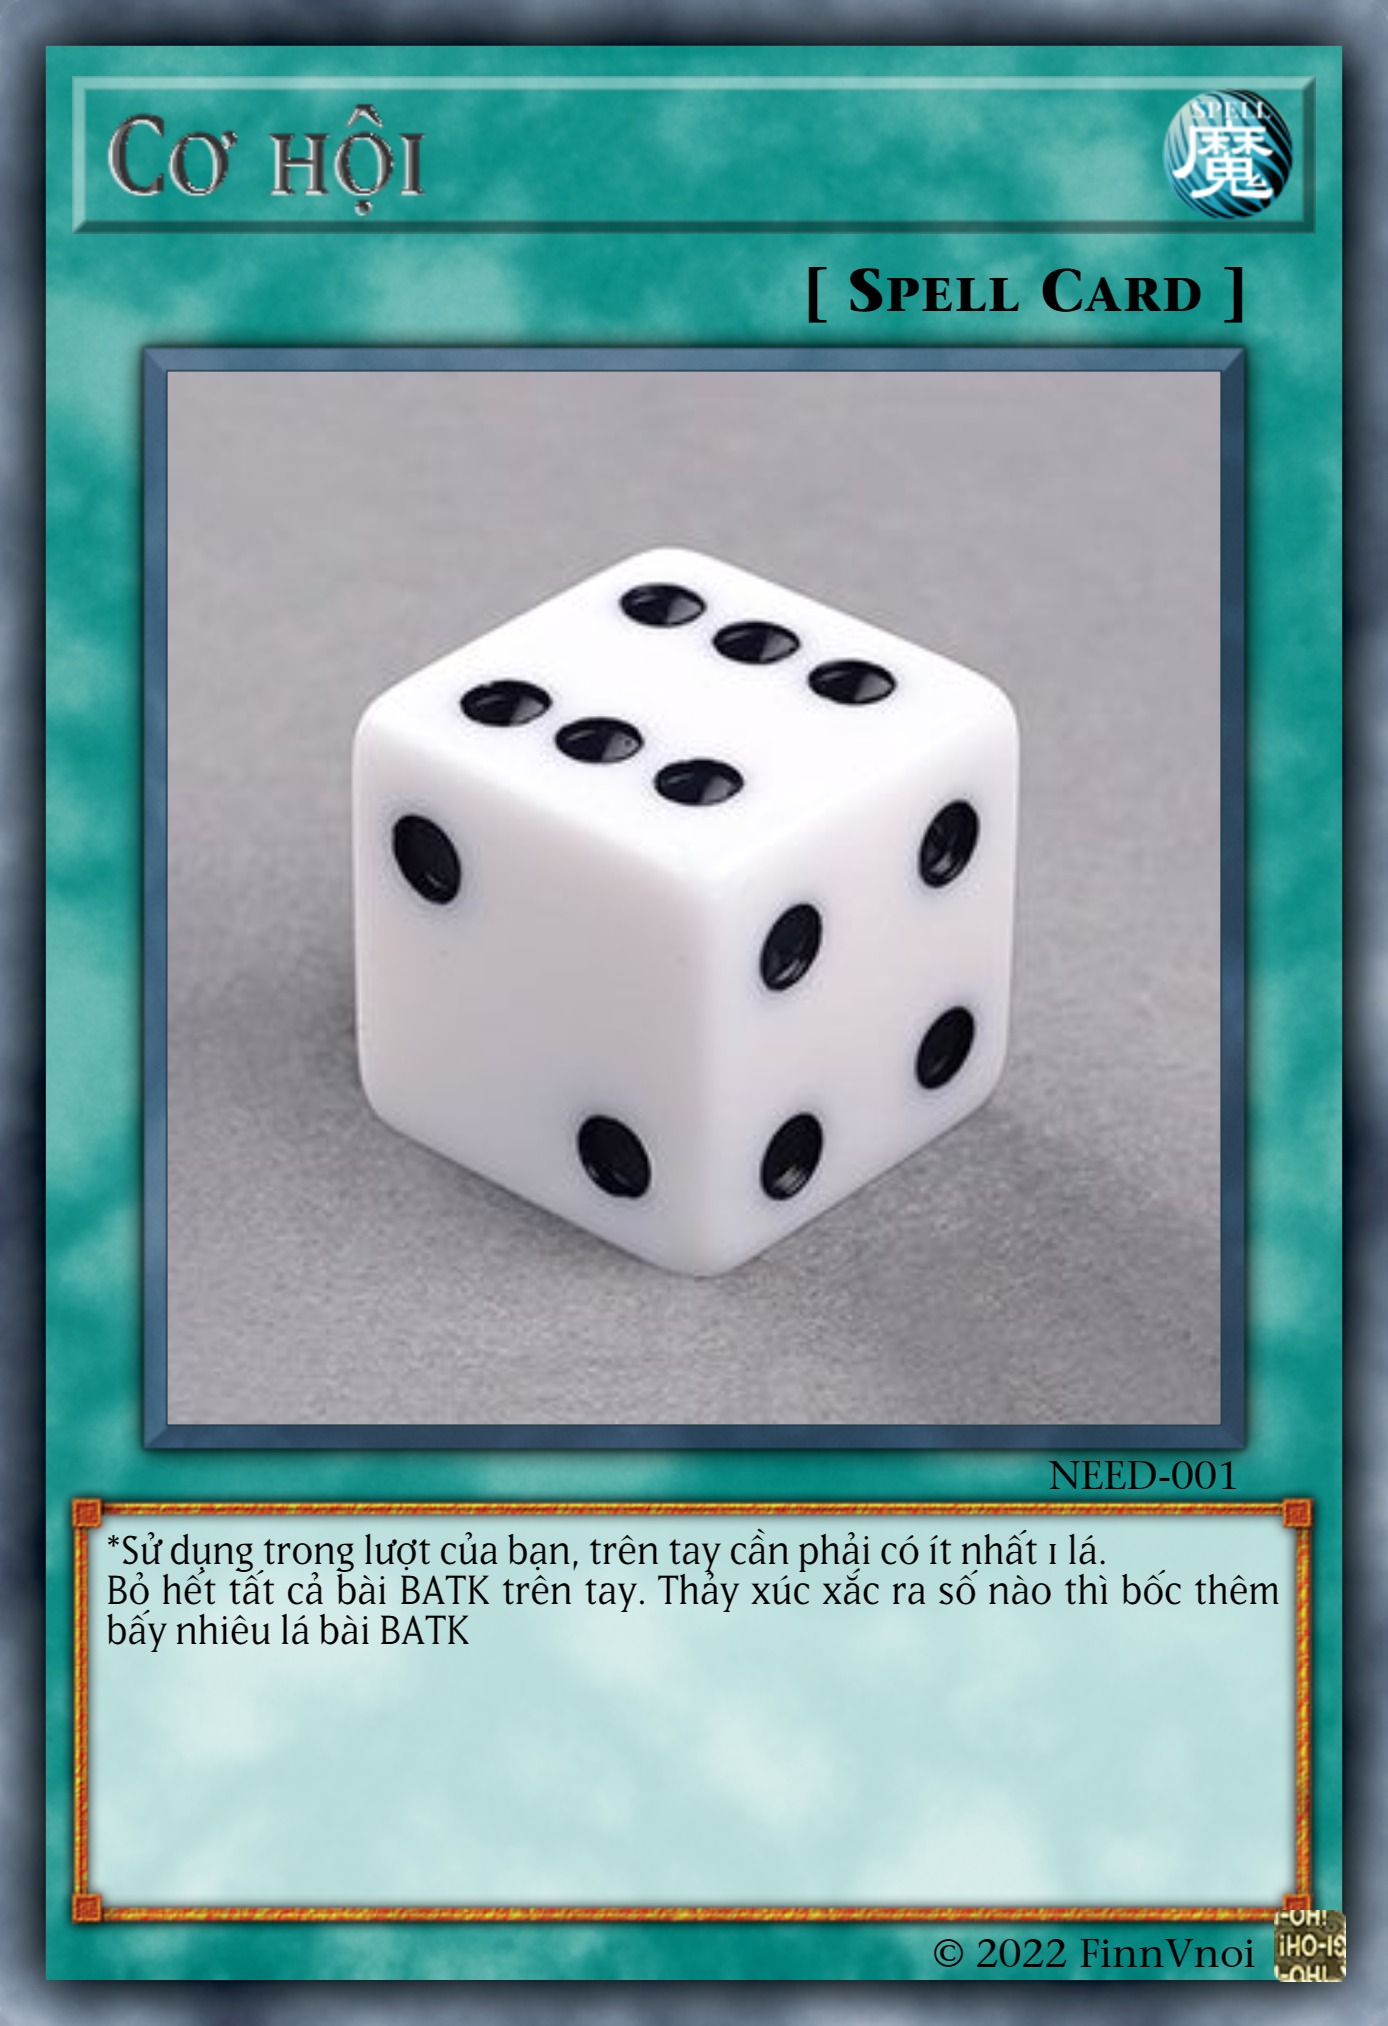 Cơ hội
SPELL
魔
[ Spell Card ]
NEED-001
*Sử dụng trong lượt của bạn, trên tay cần phải có ít nhất 1 lá.
Bỏ hết tất cả bài BATK trên tay. Thảy xúc xắc ra số nào thì bốc thêm
bấy nhiêu lá bài BATK
© 2022 FinnVnoi
-OH!